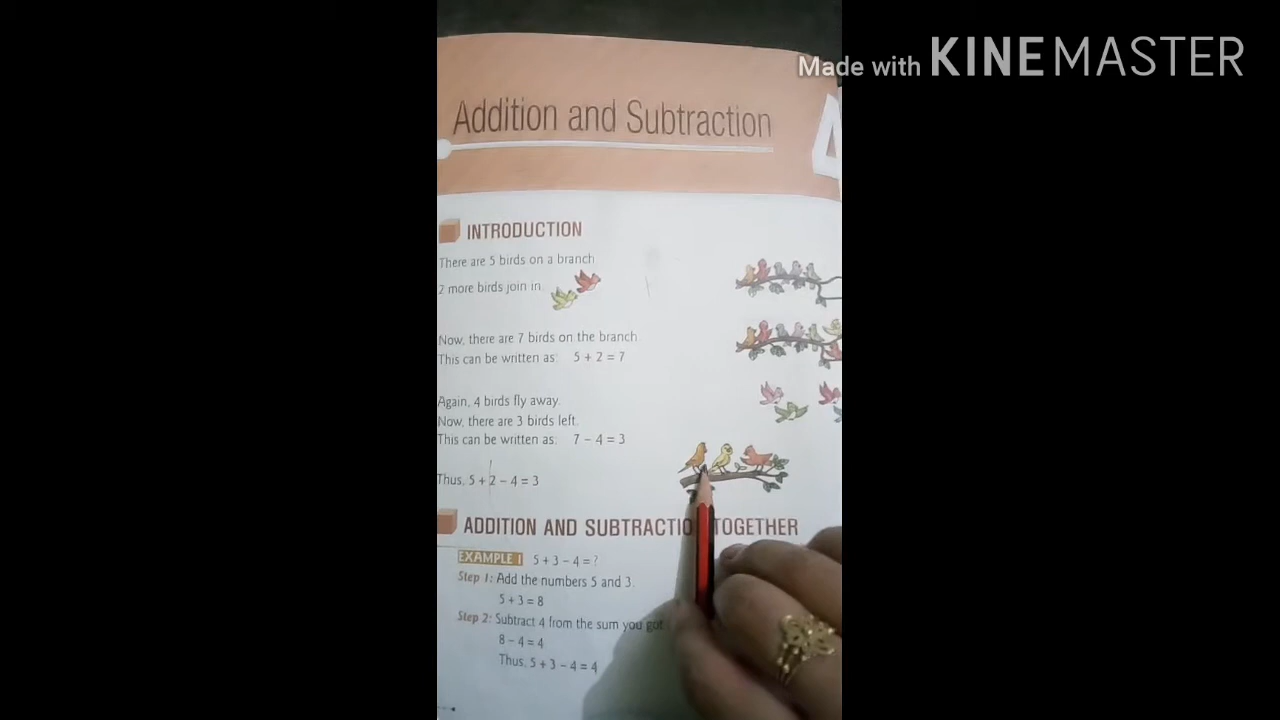 Made with KINEMASTER
Addition and Subtraction
4
INTRODUCTION
There are 5 birds on a branch
2 more birds join in.
Now, there are 7 birds on the branch
This can be written as: 5 + 2 = 7
Again, 4 birds fly away.
Now, there are 3 birds left.
This can be written as: 7 – 4 = 3
Thus, 5 + 2 – 4 = 3
ADDITION AND SUBTRACTIO TOGETHER
EXAMPLE 1 5 + 3 – 4 = ?
Step 1: Add the numbers 5 and 3.
5 + 3 = 8
Step 2: Subtract 4 from the sum you got
8 – 4 = 4
Thus, 5 + 3 – 4 = 4